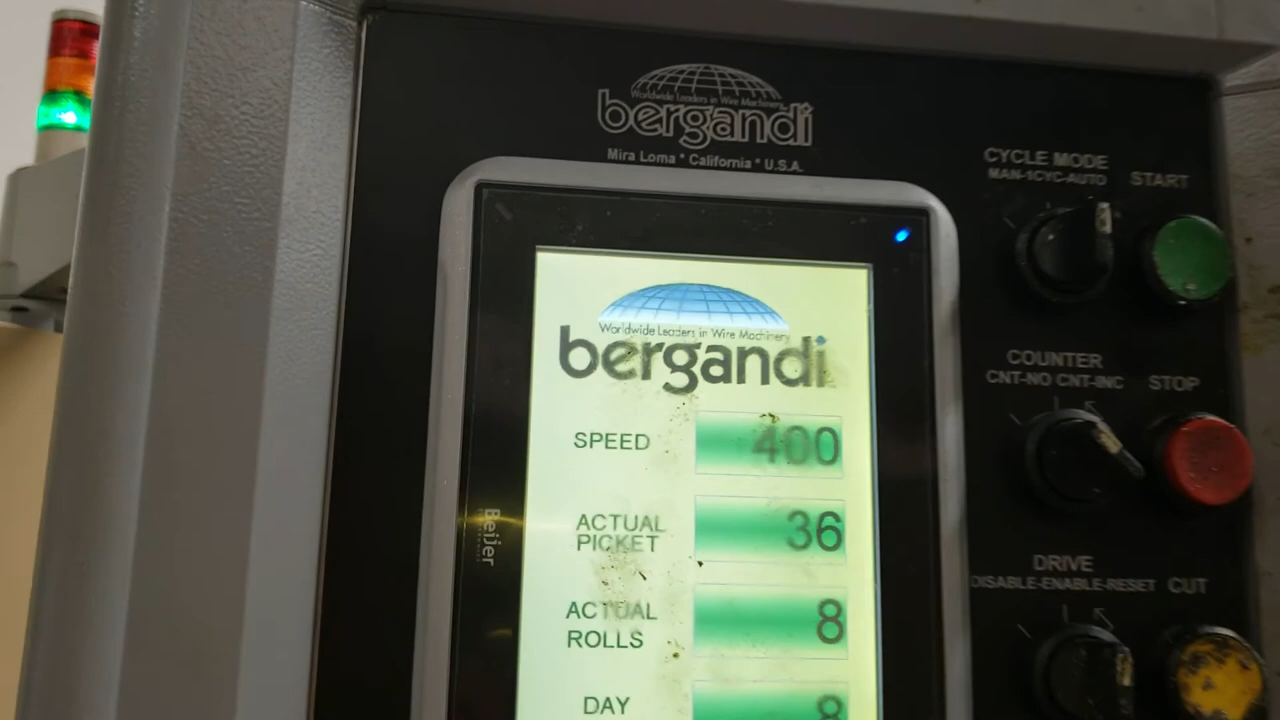 Worldwide Leaders in Wire Machinery
bergandi
Mira Loma * California * U.S.A.
CYCLE MODE
MAN-1CYC-AUTO
START
Worldwide Leaders in Wire Machinery
bergandi
COUNTER
CNT-NO CNT-INC
STOP
SPEED 400
ACTUAL
PICKET
36
Beijer
DRIVE
DISABLE-ENABLE-RESET
CUT
ACTUAL
ROLLS
8
DAY 8